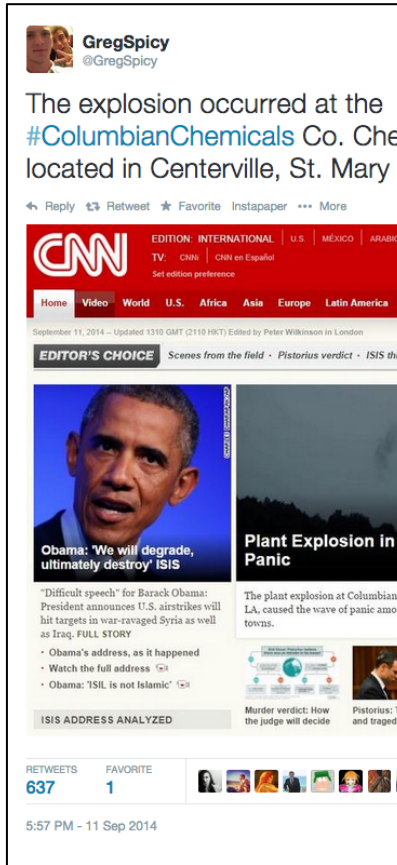 GregSpicy
@GregSpicy
The explosion occurred at the
#ColumbianChemicals Co. Che
located in Centerville, St. Mary
Reply Retweet Favorite Instapaper More
CNN
EDITION: INTERNATIONAL U.S. MÉXICO ARABIC
TV: CNNi CNN en Español
Set edition preference
Home Video World U.S. Africa Asia Europe Latin America
September 11, 2014 -- Updated 1310 GMT (2110 HKT) Edited by Peter Wilkinson in London
EDITOR'S CHOICE Scenes from the field · Pistorius verdict · ISIS
Obama: 'We will degrade,
ultimately destroy' ISIS
Plant Explosion in
Panic
"Difficult speech" for Barack Obama:
President announces U.S. airstrikes will
hit targets in war-ravaged Syria as well
as Iraq. FULL STORY
· Obama's address, as it happened
· Watch the full address
· Obama: 'ISIL is not Islamic'
ISIS ADDRESS ANALYZED
The plant explosion at Columbian
LA, caused the wave of panic amo
towns.
Murder verdict: How
the judge will decide
Pistorius:
and traged
RETWEETS FAVORITE
637 1
5:57 PM - 11 Sep 2014